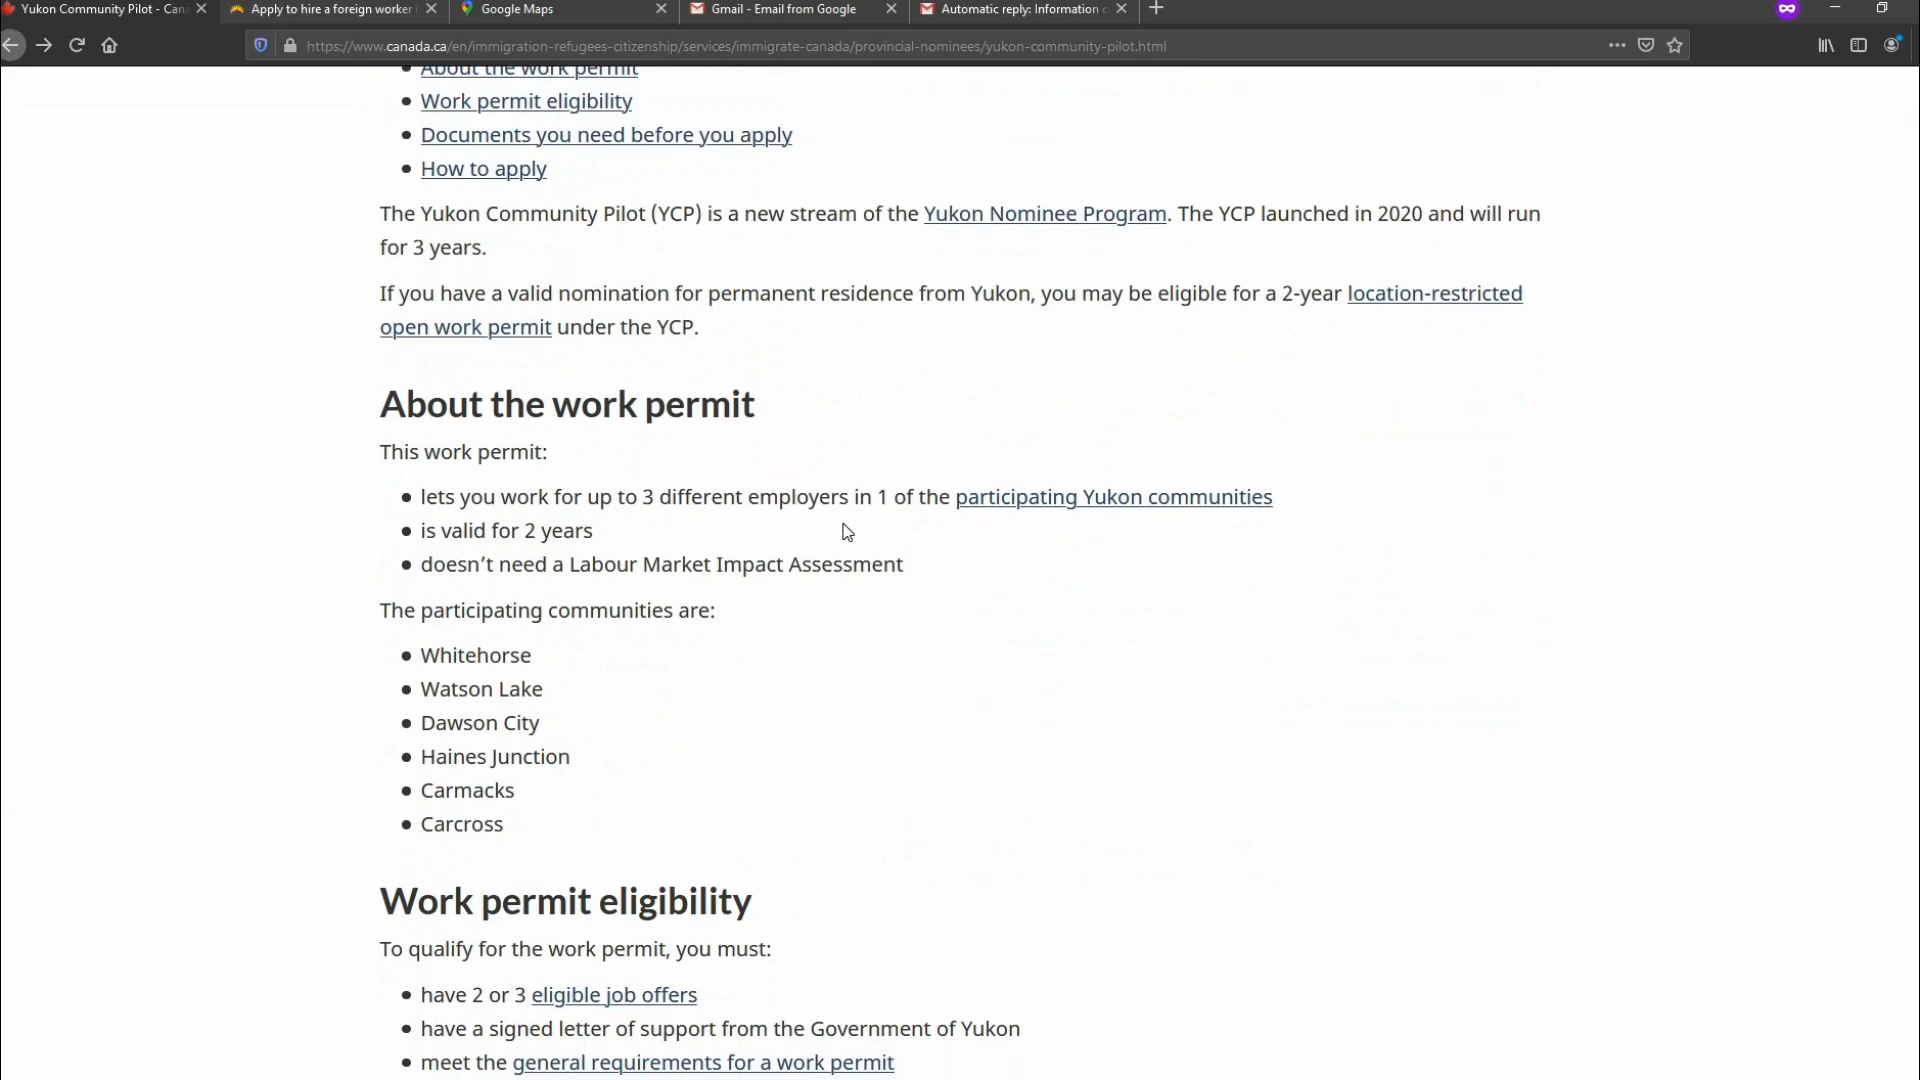 Yukon Community Pilot - Can
Apply to hire a foreign worker
Google Maps
Gmail - Email from Google
Automatic reply: Information
https://www.canada.ca/en/immigration-refugees-citizenship/services/immigrate-canada/provincial-nominees/yukon-community-pilot.html
About the work permit
Work permit eligibility
Documents you need before you apply
How to apply
The Yukon Community Pilot (YCP) is a new stream of the Yukon Nominee Program. The YCP launched in 2020 and will run
for 3 years.
If you have a valid nomination for permanent residence from Yukon, you may be eligible for a 2-year location-restricted
open work permit under the YCP.
About the work permit
This work permit:
lets you work for up to 3 different employers in 1 of the participating Yukon communities
is valid for 2 years
doesn’t need a Labour Market Impact Assessment
The participating communities are:
Whitehorse
Watson Lake
Dawson City
Haines Junction
Carmacks
Carcross
Work permit eligibility
To qualify for the work permit, you must:
have 2 or 3 eligible job offers
have a signed letter of support from the Government of Yukon
meet the general requirements for a work permit